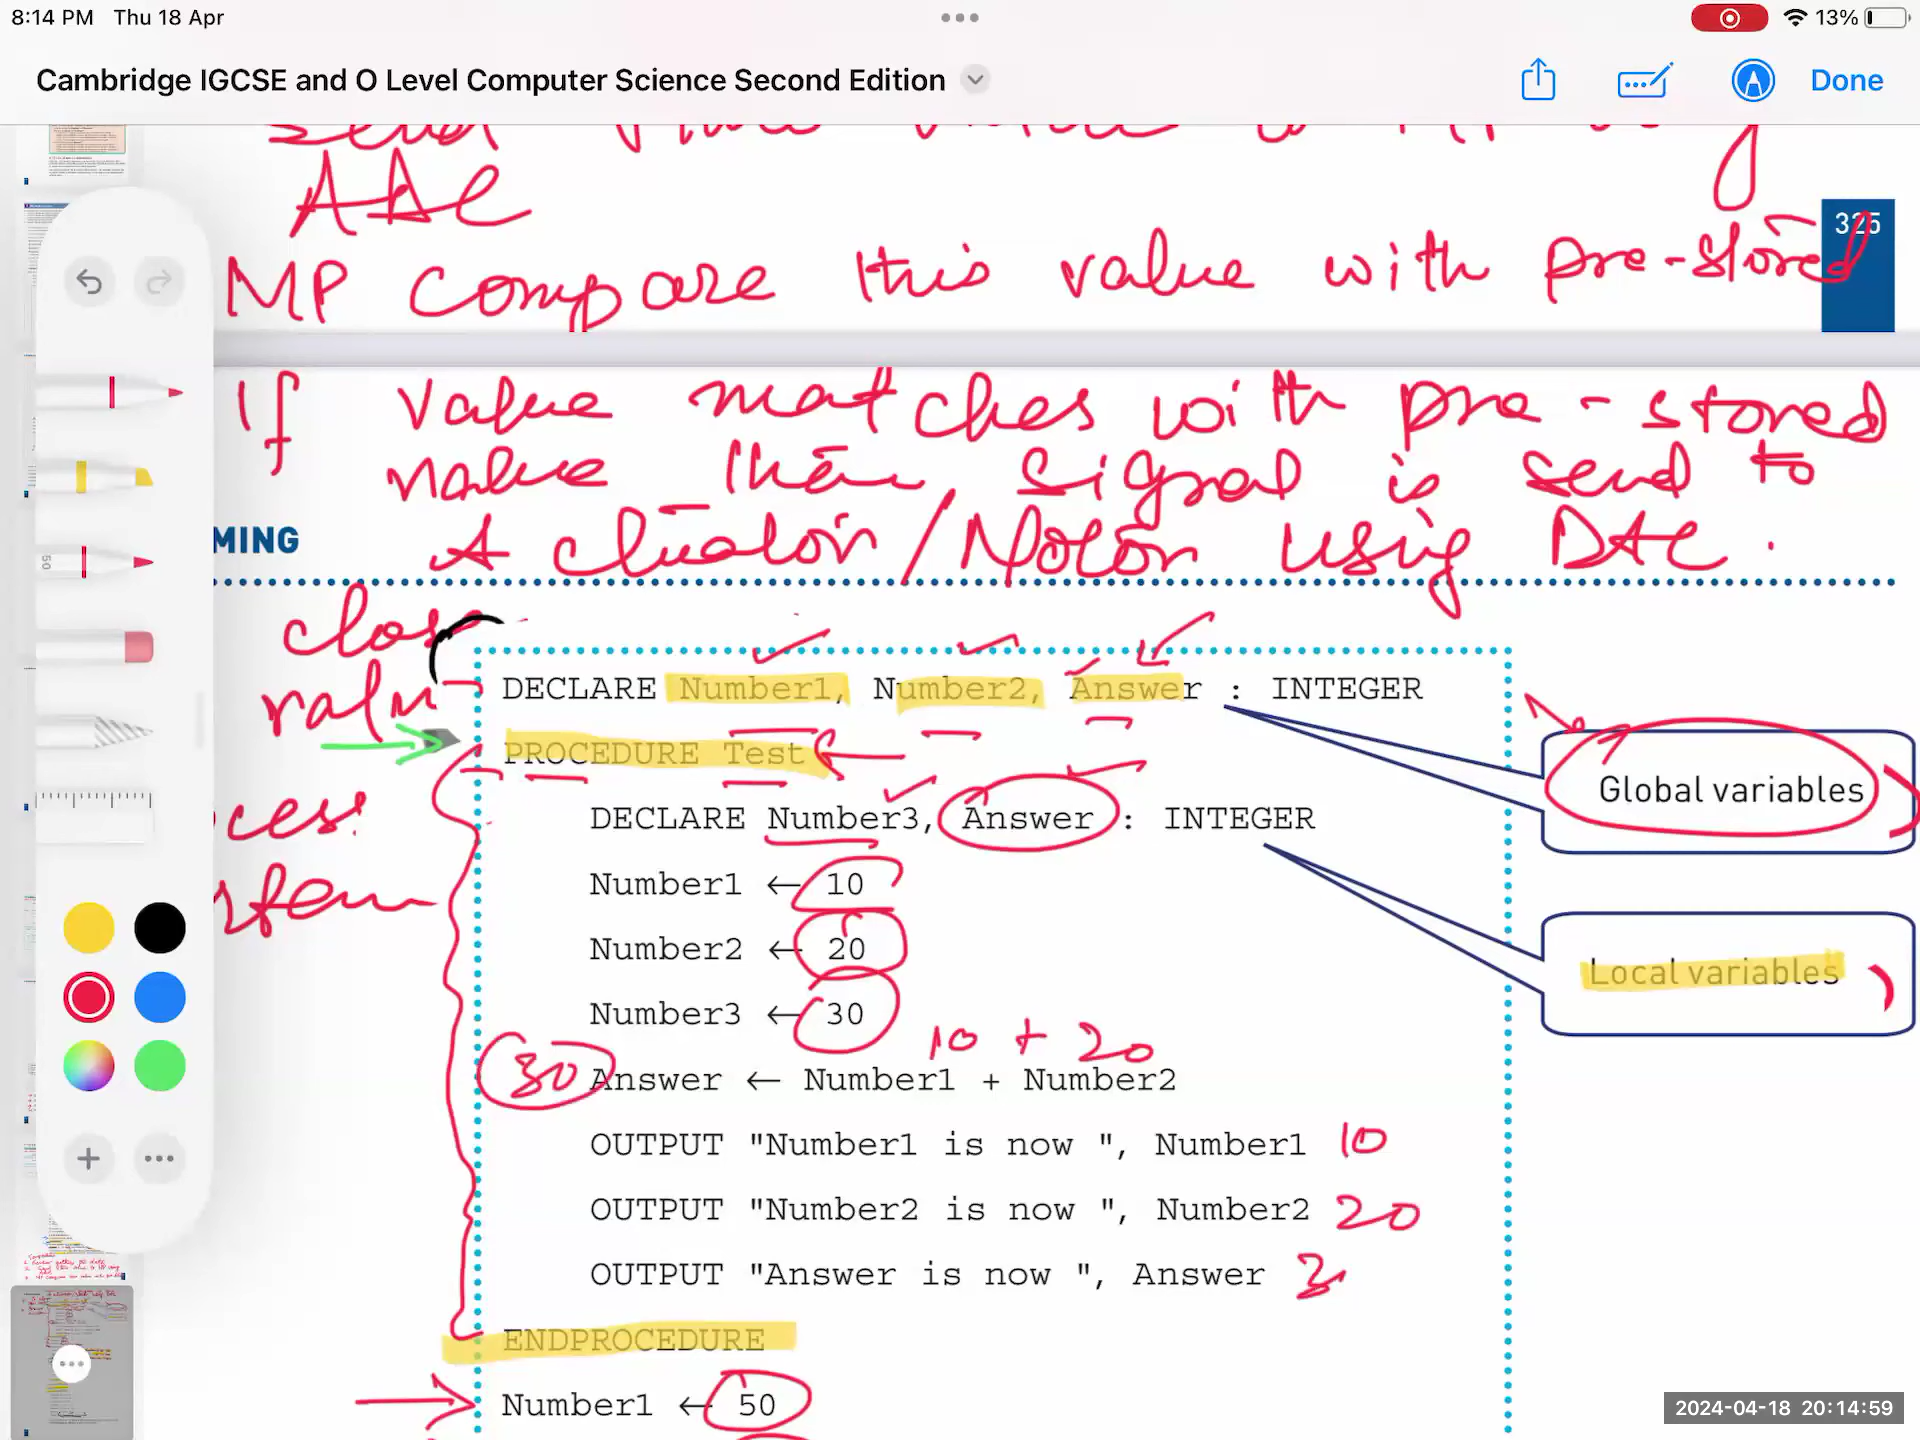 8:14 PM Thu 18 Apr
13%
Cambridge IGCSE and O Level Computer Science Second Edition
Done
ADC
325
MP compare this value with pre-stored
If value matches with pre-stored
value then signal is send to
Actuator/Motor using DAC.
MING
DECLARE Number1, Number2, Answer : INTEGER
PROCEDURE Test
Global variables
DECLARE Number3, Answer : INTEGER
Number1 ← 10
Number2 ← 20
Local variables
Number3 ← 30
10 + 20
30 Answer ← Number1 + Number2
OUTPUT "Number1 is now ", Number1 10
OUTPUT "Number2 is now ", Number2 20
OUTPUT "Answer is now ", Answer
ENDPROCEDURE
Number1 ← 50
2024-04-18 20:14:59